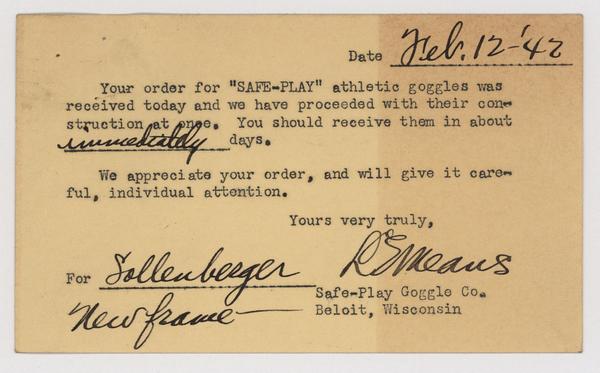 Date Feb. 12-'42
Your order for "SAFE-PLAY" athletic goggles was
received today and we have proceeded with their con-
struction at once. You should receive them in about
immediately days.
We appreciate your order, and will give it care-
ful, individual attention.
Yours very truly,
For Sollenberger R E Means
Safe-Play Goggle Co.
New frame Beloit, Wisconsin